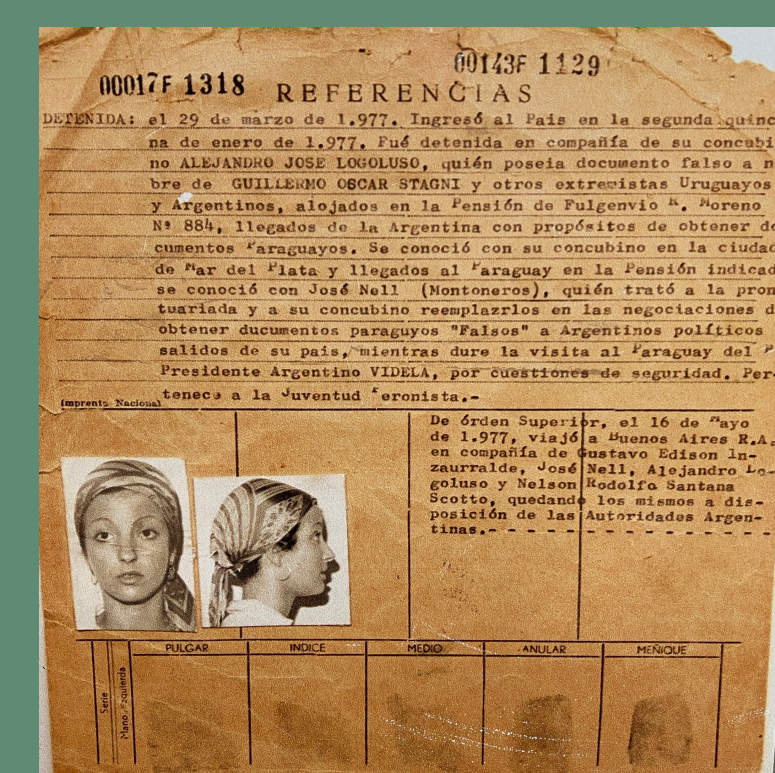 00143F 1129
00017F 1318
REFERENCIAS
DETENIDA: el 29 de marzo de 1.977. Ingresó al Pais en la segunda quinc
na de enero de 1.977. Fué detenida en compañía de su concubi
no ALEJANDRO JOSE LOGOLUSO, quién poseia documento falso a n
bre de GUILLERMO OSCAR STAGNI y otros extremistas Uruguayos
y Argentinos, alojados en la Pensión de Fulgenvio R. Moreno
Nº 884, llegados de la Argentina con propósitos de obtener do
cumentos Paraguayos. Se conoció con su concubino en la ciudad
de Mar del Plata y llegados al Paraguay en la Pensión indicad
se conoció con José Nell (Montoneros), quién trató a la pron
tuariada y a su concubino reemplazrlos en las negociaciones d
obtener ducumentos paraguyos "Falsos" a Argentinos políticos
salidos de su pais, mientras dure la visita al Paraguay del
Presidente Argentino VIDELA, por cuestiones de seguridad. Per-
tenece a la Juventud Peronista.-
Imprenta Nacional
De órden Superior, el 16 de Mayo
de 1.977, viajó a Buenos Aires R.A.
en compañía de Gustavo Edison In-
zaurralde, José Nell, Alejandro Lo-
goluso y Nelson Rodolfo Santana
Scotto, quedando los mismos a dis-
posición de las Autoridades Argen-
tinas.- - - - - - - - - - - - - - -
PULGAR INDICE MEDIO ANULAR MEÑIQUE
Serie
Mano Izquierda